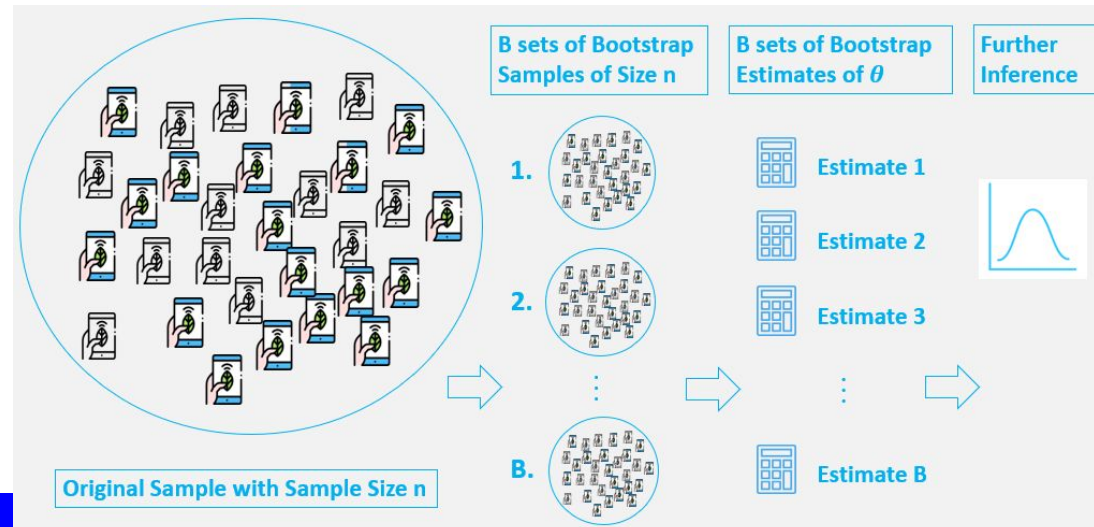 B sets of Bootstrap
Samples of Size n
B sets of Bootstrap
Estimates of θ
Further
Inference
1.
Estimate 1
Estimate 2
2.
Estimate 3
⋮
⋮
B.
Estimate B
Original Sample with Sample Size n